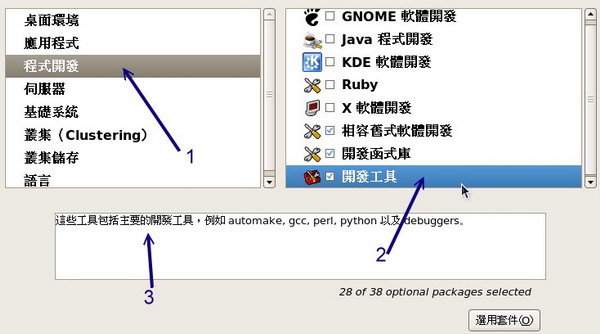 桌面環境
應用程式
程式開發
伺服器
基礎系統
叢集（Clustering）
叢集儲存
語言
1
GNOME 軟體開發
Java 程式開發
KDE 軟體開發
Ruby
X 軟體開發
相容舊式軟體開發
開發函式庫
開發工具
2
這些工具包括主要的開發工具，例如 automake, gcc, perl, python 以及 debuggers。
3
28 of 38 optional packages selected
選用套件(O)